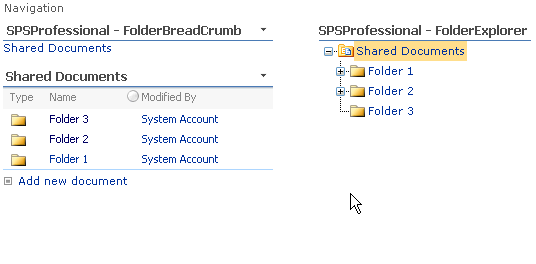 Navigation
SPSProfessional - FolderBreadCrumb
Shared Documents
Shared Documents
Type Name Modified By
Folder 3 System Account
Folder 2 System Account
Folder 1 System Account
Add new document
SPSProfessional - FolderExplorer
Shared Documents
Folder 1
Folder 2
Folder 3